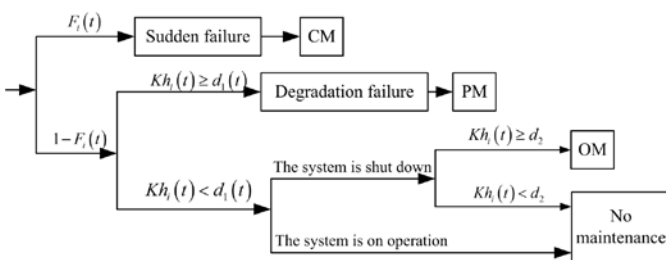 F_i(t)
Sudden failure
CM
Kh_i(t) ≥ d_1(t)
Degradation failure
PM
1-F_i(t)
Kh_i(t) ≥ d_2
The system is shut down
OM
Kh_i(t) < d_1(t)
Kh_i(t) < d_2
No
maintenance
The system is on operation